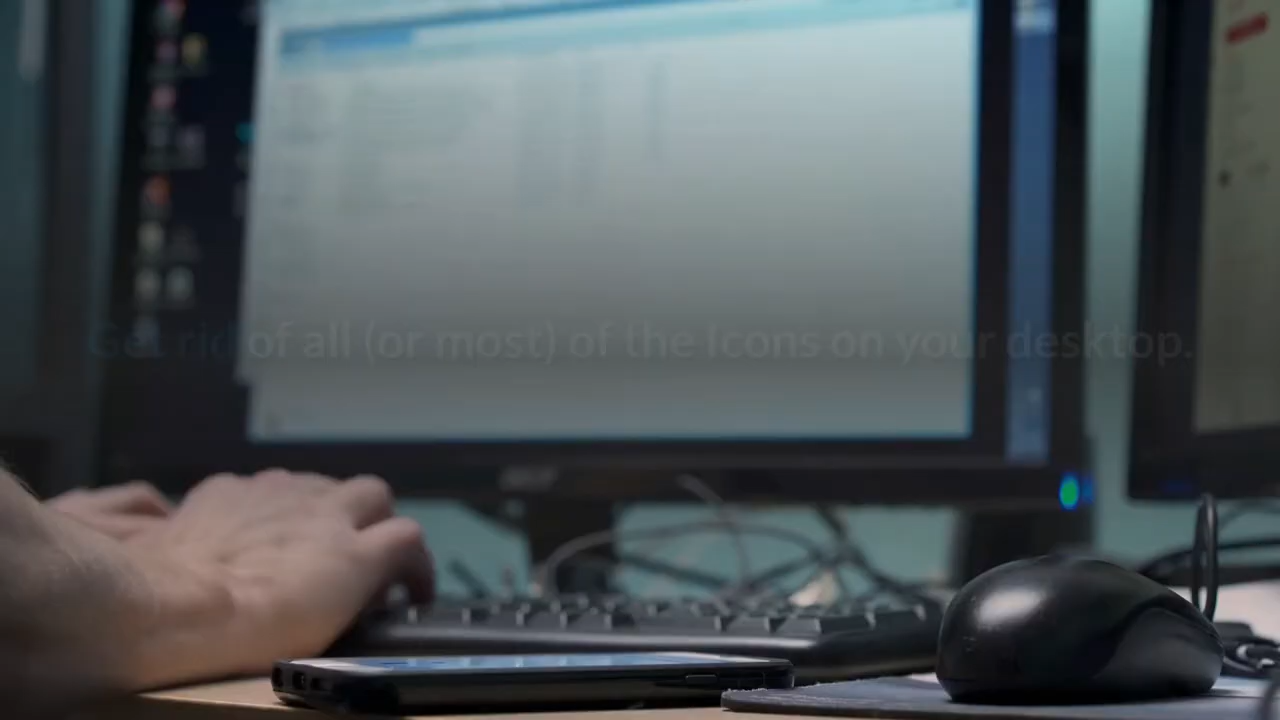 Get rid of all (or most) of the Icons on your desktop.